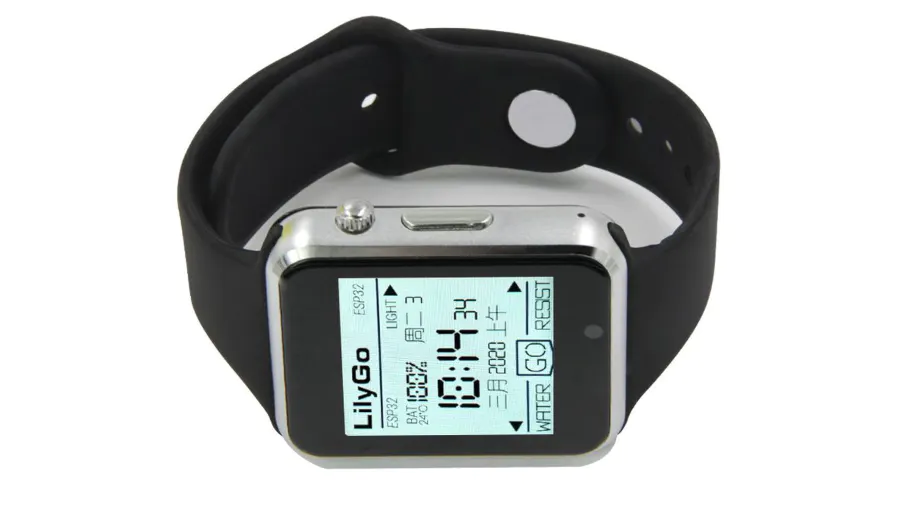 LilyGo
ESP32
ESP32
LIGHT
BAT 100%
24°C
周二 3
10:14 34
三月 2020 上午
WATER GO RESIST